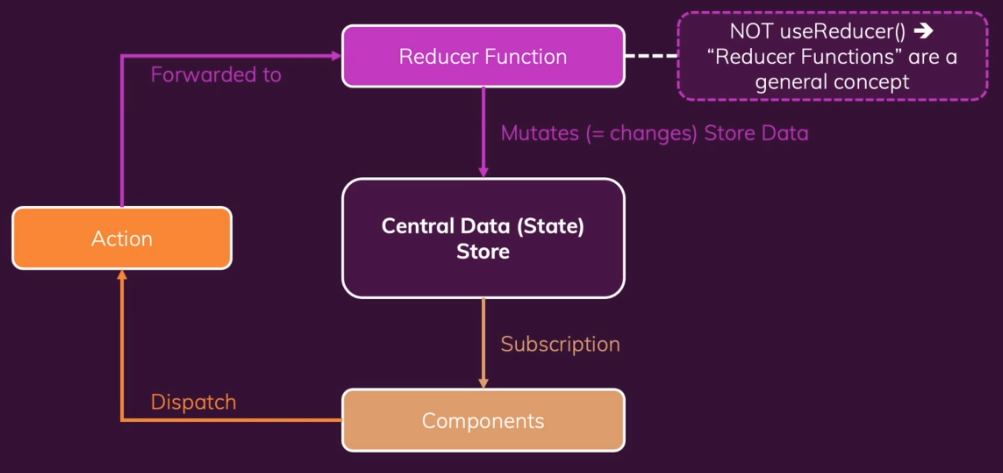 Reducer Function
NOT useReducer() ➔
“Reducer Functions” are a
general concept
Forwarded to
Mutates (= changes) Store Data
Action
Central Data (State)
Store
Subscription
Dispatch
Components